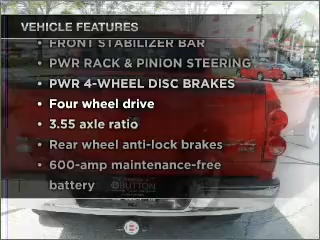 VEHICLE FEATURES
• FRONT STABILIZER BAR
• PWR RACK & PINION STEERING
• PWR 4-WHEEL DISC BRAKES
• Four wheel drive
• 3.55 axle ratio
• Rear wheel anti-lock brakes
• 600-amp maintenance-free
battery
BUTTON